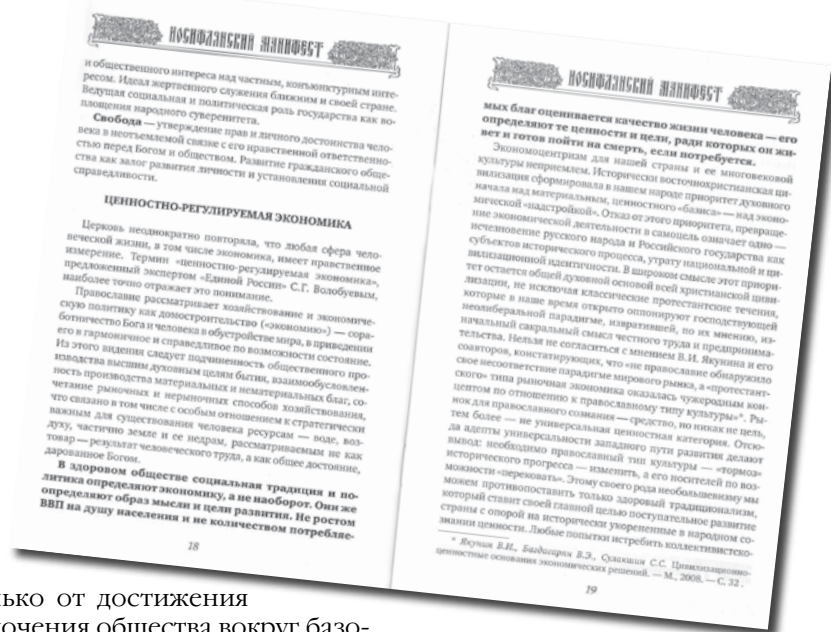 ИОСИФЛЯНСКИЙ МАНИФЕСТ
и общественного интереса над частным, конъюнктурным инте-
ресом. Идеал жертвенного служения ближним и своей стране.
Ведущая социальная и политическая роль государства как во-
площения народного суверенитета.
Свобода — утверждение прав и личного достоинства чело-
века в неотъемлемой связке с его нравственной ответственно-
стью перед Богом и обществом. Развитие гражданского обще-
ства как залог развития личности и установления социальной
справедливости.
ЦЕННОСТНО-РЕГУЛИРУЕМАЯ ЭКОНОМИКА
Церковь неоднократно повторяла, что любая сфера чело-
веческой жизни, в том числе экономика, имеет нравственное
измерение. Термин «ценностно-регулируемая экономика»,
предложенный экспертом «Единой России» С.Г. Волобуевым,
наиболее точно отражает это понимание.
Православие рассматривает хозяйствование и экономиче-
скую политику как домостроительство («экономию») — сора-
ботничество Бога и человека в обустройстве мира, в приведении
его в гармоничное и справедливое по возможности состояние.
Из этого видения следует подчиненность общественного про-
изводства высшим духовным целям бытия, взаимообусловлен-
ность производства материальных и нематериальных благ, со-
четание рыночных и нерыночных способов хозяйствования,
что связано в том числе с особым отношением к стратегически
важным для существования человека ресурсам — воде, воз-
духу, частично земле и ее недрам, рассматриваемым не как
товар — результат человеческого труда, а как общее достояние,
дарованное Богом.
В здоровом обществе социальная традиция и по-
литика определяют экономику, а не наоборот. Они же
определяют образ мысли и цели развития. Не ростом
ВВП на душу населения и не количеством потребляе-
18
ИОСИФЛЯНСКИЙ МАНИФЕСТ
мых благ оценивается качество жизни человека — его
определяют те ценности и цели, ради которых он жи-
вет и готов пойти на смерть, если потребуется.
Экономоцентризм для нашей страны и ее многовековой
культуры неприемлем. Исторически восточнохристианская ци-
вилизация сформировала в нашем народе приоритет духовного
начала над материальным, ценностного «базиса» — над эконо-
мической «надстройкой». Отказ от этого приоритета, превраще-
ние экономической деятельности в самоцель означает одно —
исчезновение русского народа и Российского государства как
субъектов исторического процесса, утрату национальной и ци-
вилизационной идентичности. В широком смысле этот приори-
тет остается общей духовной основой всей христианской циви-
лизации, не исключая классические протестантские течения,
которые в наше время открыто оппонируют господствующей
неолиберальной парадигме, извратившей, по их мнению, из-
начальный сакральный смысл честного труда и предпринима-
тельства. Нельзя не согласиться с мнением В.И. Якунина и его
соавторов, констатирующих, что «не православие обнаружило
свое несоответствие парадигме мирового рынка, а «протестант-
ского» типа рыночная экономика оказалась чужеродным кон-
цептом по отношению к православному типу культуры»*. Ры-
нок для православного сознания — средство, но никак не цель,
тем более — не универсальная ценностная категория. Отсю-
да адепты универсальности западного пути развития делают
вывод: необходимо православный тип культуры — «тормоз»
исторического прогресса — изменить, а его носителей по воз-
можности «перековать». Этому своего рода необольшевизму мы
можем противопоставить только здоровый традиционализм,
который ставит своей главной целью поступательное развитие
страны с опорой на исторически укорененные в народном со-
знании ценности. Любые попытки истребить коллективистско-
* Якунин В.И., Багдасарян В.Э., Сулакшин С.С. Цивилизационно-
ценностные основания экономических решений. — М., 2008. — С. 32.
19
лько от достижения
лочения общества вокруг базо-